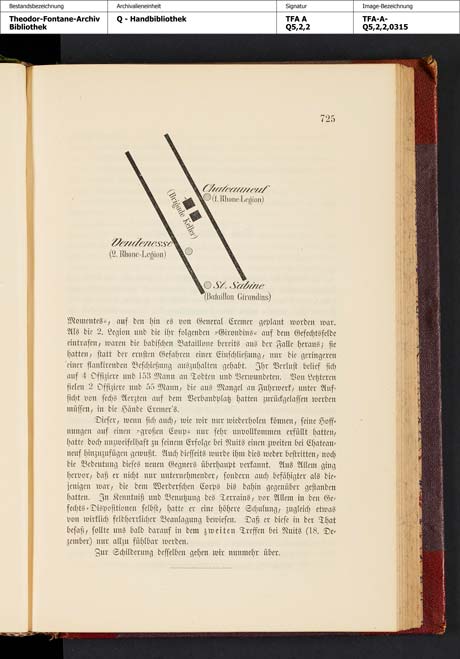 Bestandsbezeichnung
Archivalieneinheit
Signatur
Image-Bezeichnung
Theodor-Fontane-Archiv
Bibliothek
Q - Handbibliothek
TFA A
Q5,2,2
TFA-A-
Q5,2,2,0315
725
Chateauneuf
(1. Rhone-Legion)
(Brigade Keller)
Vendenesse
(2. Rhone-Legion)
St. Sabine
(Bataillon Girondins)
Momentes«, auf den hin es von General Cremer geplant worden war.
Als die 2. Legion und die ihr folgenden »Girondins« auf dem Gefechtsfelde
eintrafen, waren die badischen Bataillone bereits aus der Falle heraus; sie
hatten, statt der ernsten Gefahren einer Einschließung, nur die geringeren
einer flankirenden Beschießung auszuhalten gehabt. Ihr Verlust belief sich
auf 4 Offiziere und 153 Mann an Todten und Verwundeten. Von Letzteren
fielen 2 Offiziere und 55 Mann, die aus Mangel an Fuhrwerk, unter Auf-
sicht von sechs Aerzten auf dem Verbandplatz hatten zurückgelassen werden
müssen, in die Hände Cremer's.
Dieser, wenn sich auch, wie wir nur wiederholen können, seine Hoff-
nungen auf einen »großen Coup« nur sehr unvollkommen erfüllt hatten,
hatte doch unzweifelhaft zu seinem Erfolge bei Nuits einen zweiten bei Chateau-
neuf hinzuzufügen gewußt. Auch diesseits wurde ihm dies weder bestritten, noch
die Bedeutung dieses neuen Gegners überhaupt verkannt. Aus Allem ging
hervor, daß er nicht nur unternehmender, sondern auch befähigter als die-
jenigen war, die dem Werderschen Corps bis dahin gegenüber gestanden
hatten. In Kenntniß und Benutzung des Terrains, vor Allem in den Ge-
fechts-Dispositionen selbst, hatte er eine höhere Schulung, zugleich etwas
von wirklich feldherrlicher Beanlagung bewiesen. Daß er diese in der That
besaß, sollte uns bald darauf in dem zweiten Treffen bei Nuits (18. De-
zember) nur allzu fühlbar werden.
Zur Schilderung desselben gehen wir nunmehr über.